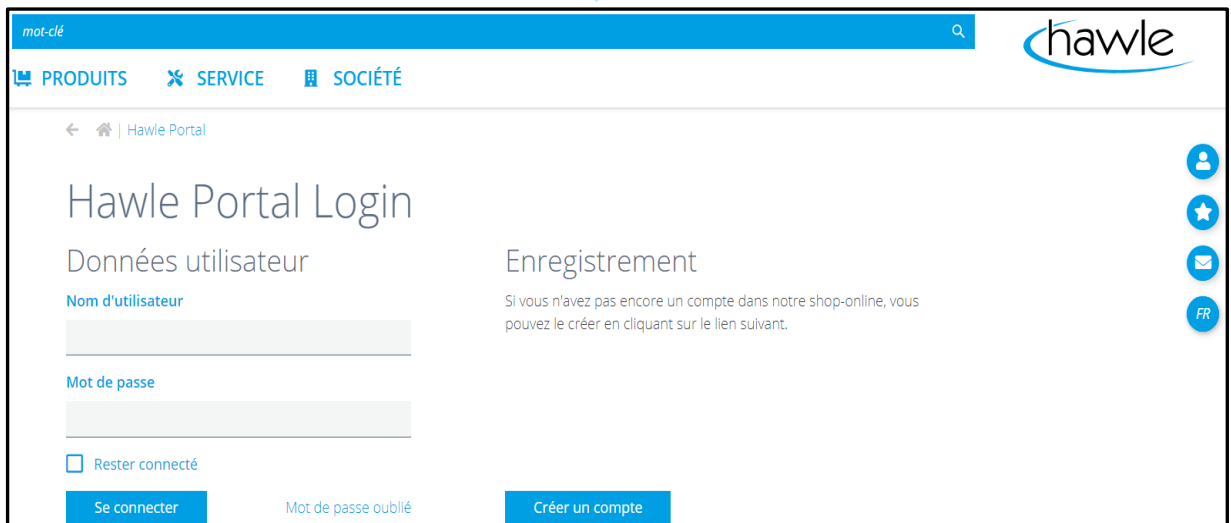 mot-clé
hawle
PRODUITS SERVICE SOCIÉTÉ
| Hawle Portal
Hawle Portal Login
Données utilisateur
Nom d'utilisateur
Mot de passe
Rester connecté
Se connecter Mot de passe oublié
Enregistrement
Si vous n'avez pas encore un compte dans notre shop-online, vous
pouvez le créer en cliquant sur le lien suivant.
Créer un compte
FR